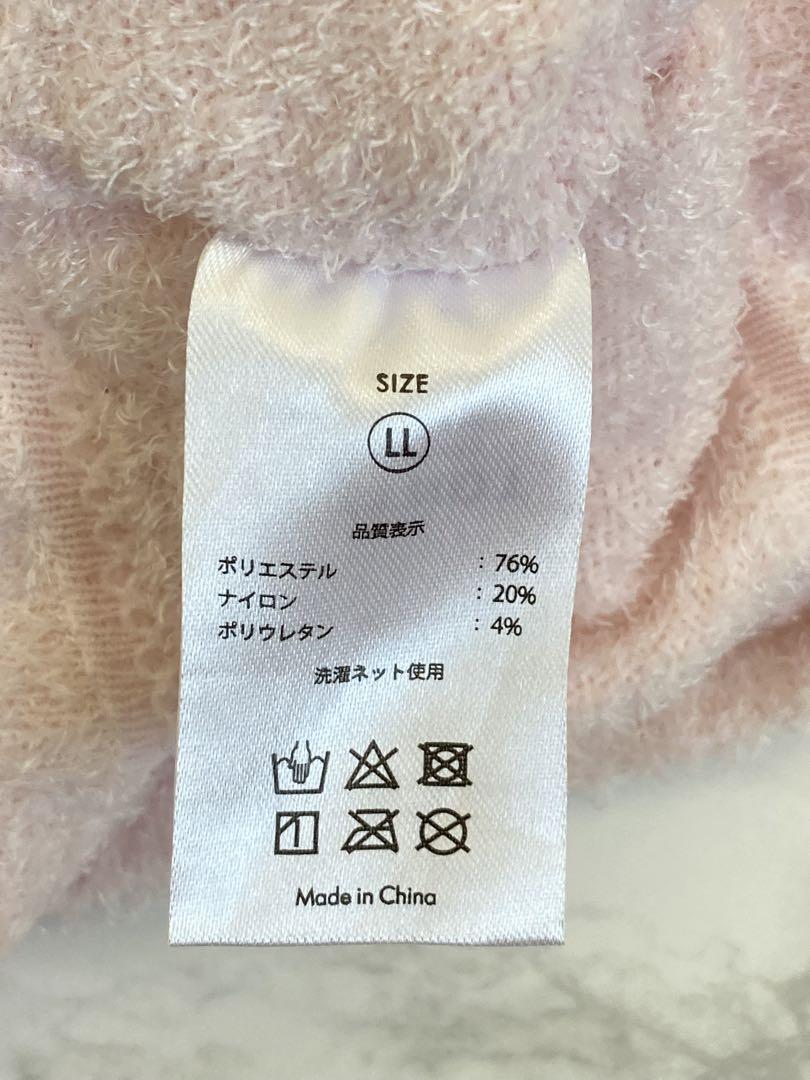 SIZE
LL
品質表示
ポリエステル : 76%
ナイロン : 20%
ポリウレタン : 4%
洗濯ネット使用
Made in China